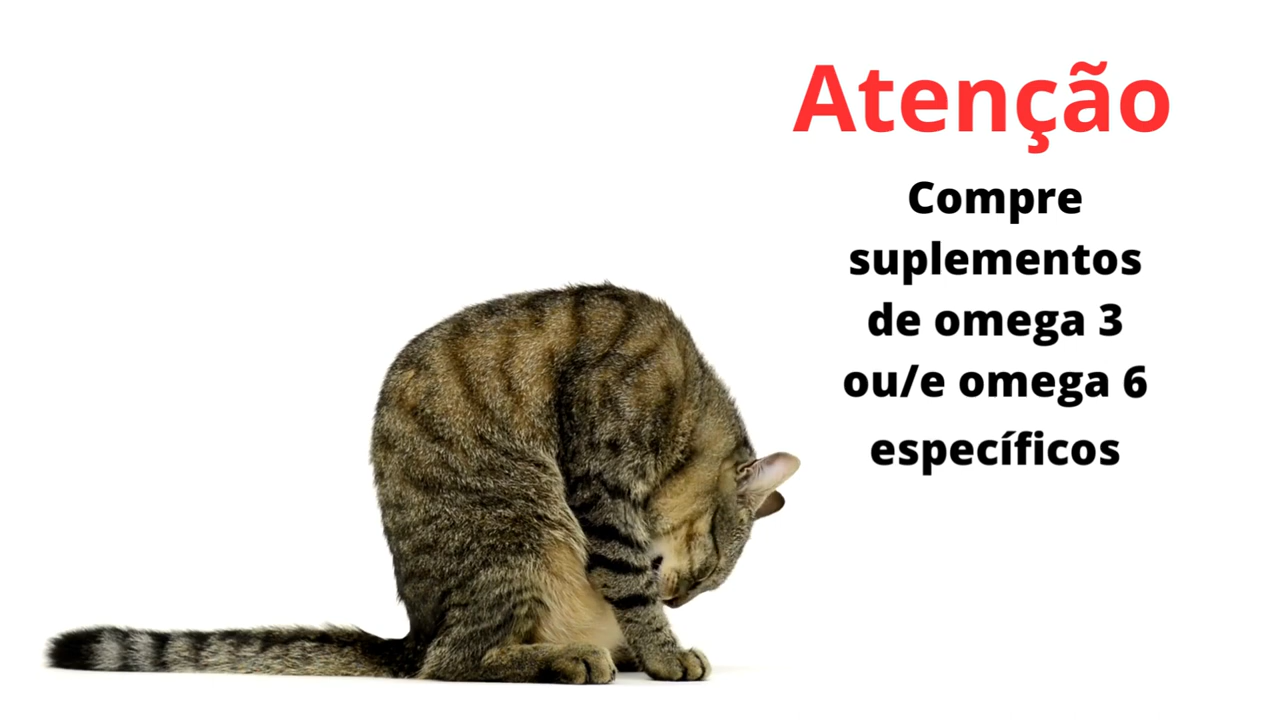 Atenção
Compre
suplementos
de omega 3
ou/e omega 6
específicos